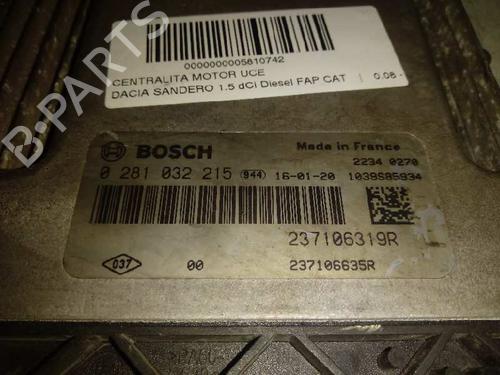 B-PARTS
0000000005610742
CENTRALITA MOTOR UCE
DACIA SANDERO 1.5 dCi Diesel FAP CAT | 0.08 -
BOSCH
Made in France
2234 0270
0 281 032 215 944 16-01-20 1039S85934
237106319R
037 00 237106635R